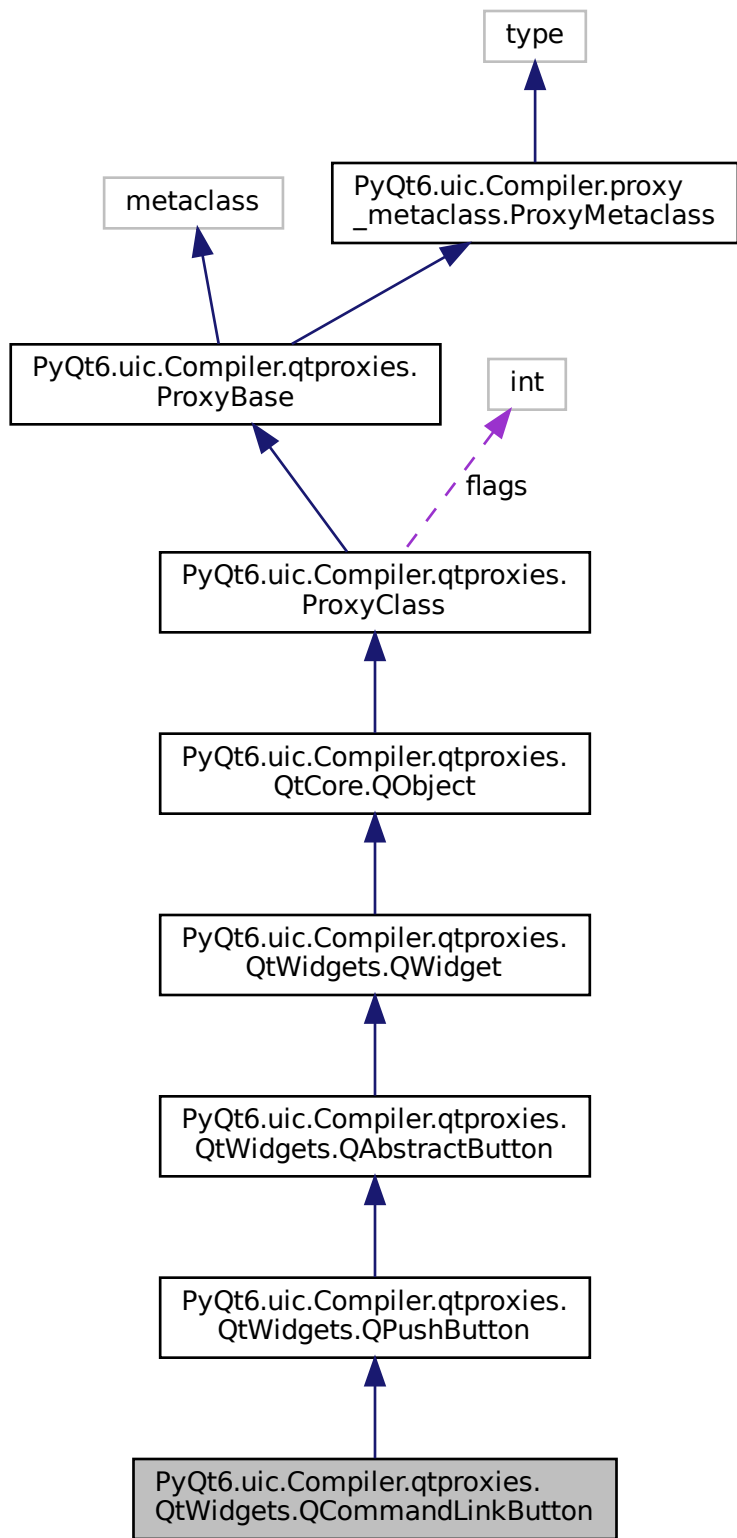 type
PyQt6.uic.Compiler.proxy
_metaclass.ProxyMetaclass
metaclass
PyQt6.uic.Compiler.qtproxies.
ProxyBase
int
flags
PyQt6.uic.Compiler.qtproxies.
ProxyClass
PyQt6.uic.Compiler.qtproxies.
QtCore.QObject
PyQt6.uic.Compiler.qtproxies.
QtWidgets.QWidget
PyQt6.uic.Compiler.qtproxies.
QtWidgets.QAbstractButton
PyQt6.uic.Compiler.qtproxies.
QtWidgets.QPushButton
PyQt6.uic.Compiler.qtproxies.
QtWidgets.QCommandLinkButton